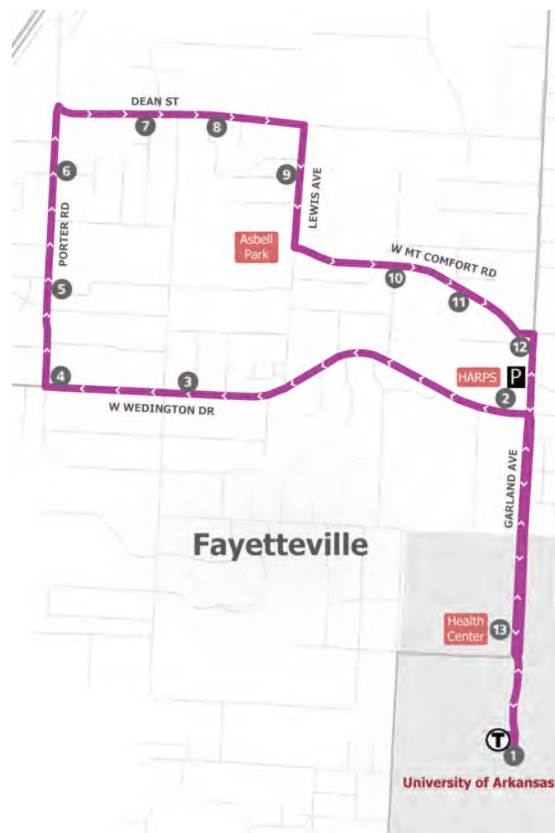 DEAN ST
7
8
6
9
LEWIS AVE
PORTER RD
Asbell
Park
W MT COMFORT RD
10
5
11
12
HARPS
P
4
3
2
W WEDINGTON DR
GARLAND AVE
Fayetteville
Health
Center
13
T
1
University of Arkansas